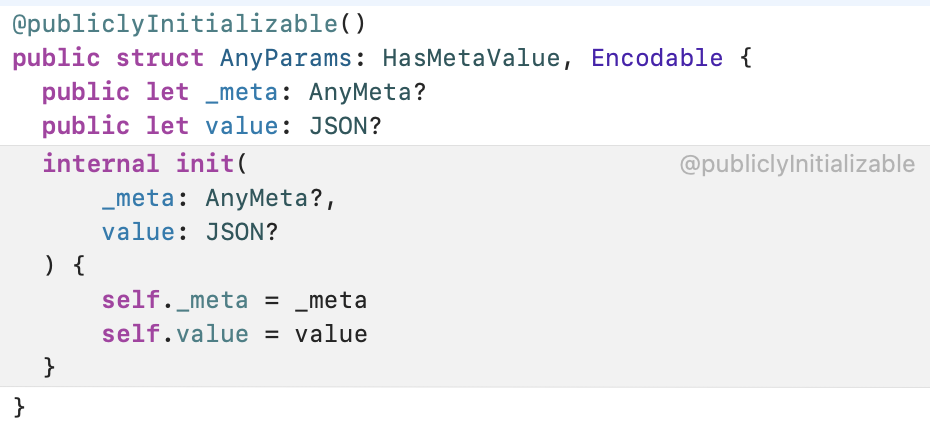 @publiclyInitializable()
public struct AnyParams: HasMetaValue, Encodable {
  public let _meta: AnyMeta?
  public let value: JSON?
  internal init( @publiclyInitializable
      _meta: AnyMeta?,
      value: JSON?
  ) {
      self._meta = _meta
      self.value = value
  }
}